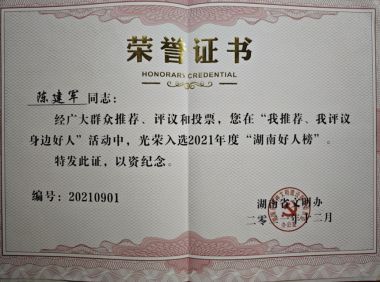 荣誉证书
HONORARY CREDENTIAL
陈建军 同志：
经广大群众推荐、评议和投票，您在“我推荐、我评议
身边好人”活动中，光荣入选2021年度“湖南好人榜”。
特发此证，以资纪念。
编号：20210901
湖南省文明办
二零 年十二月